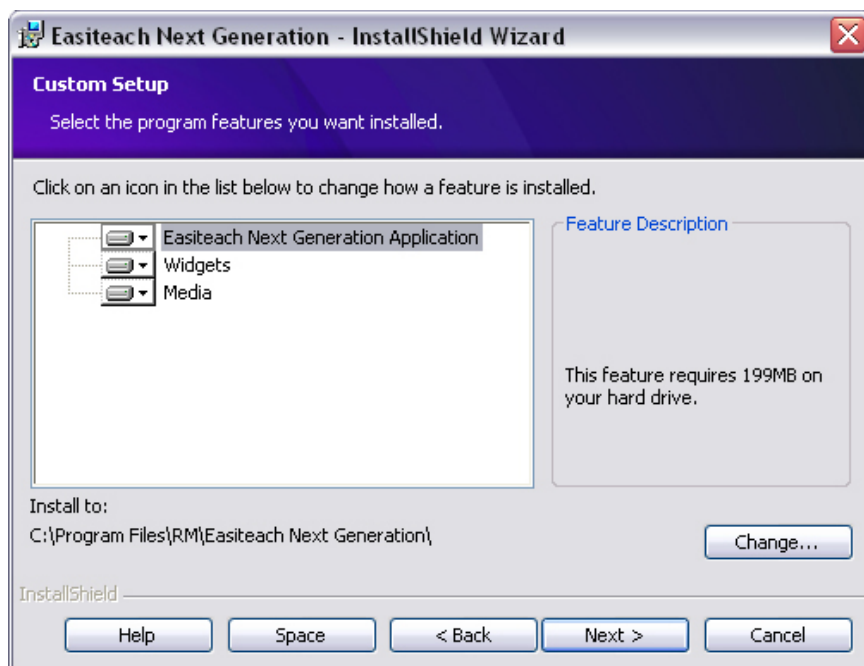 Easiteach Next Generation - InstallShield Wizard
Custom Setup
Select the program features you want installed.
Click on an icon in the list below to change how a feature is installed.
Easiteach Next Generation Application
Widgets
Media
Feature Description
This feature requires 199MB on
your hard drive.
Install to:
C:\Program Files\RM\Easiteach Next Generation\
Change...
InstallShield
Help
Space
< Back
Next >
Cancel